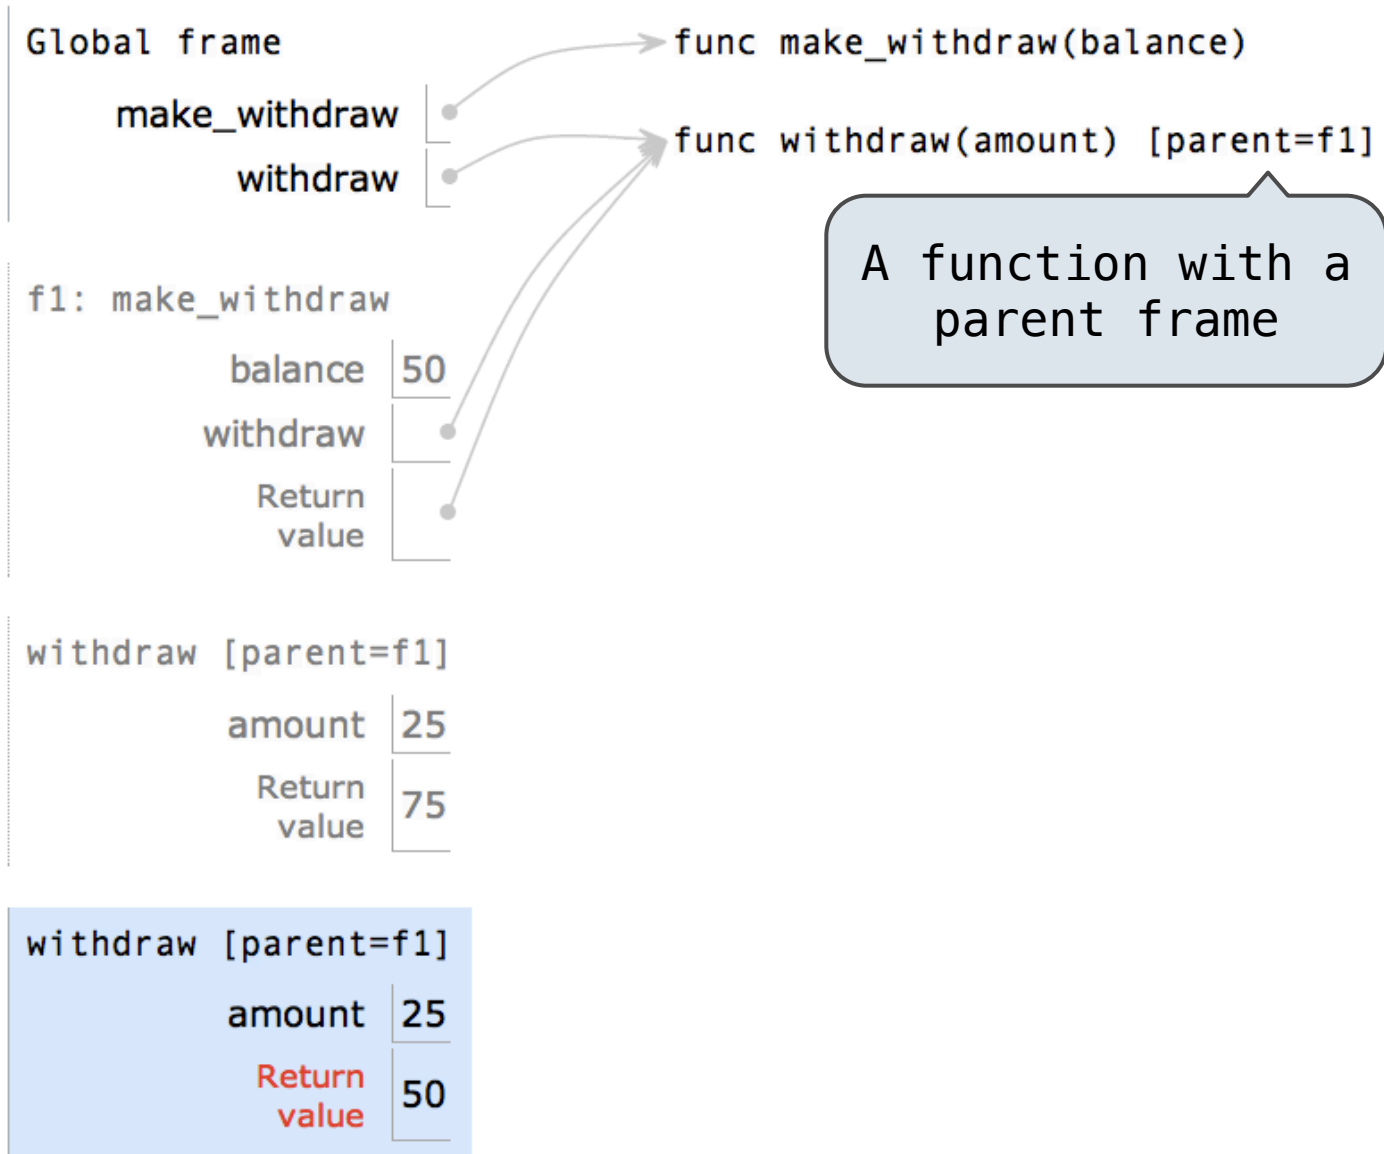 Global frame
make_withdraw
withdraw
func make_withdraw(balance)
func withdraw(amount) [parent=f1]
A function with a
parent frame
f1: make_withdraw
balance 50
withdraw
Return
value
withdraw [parent=f1]
amount 25
Return
value 75
withdraw [parent=f1]
amount 25
Return
value 50